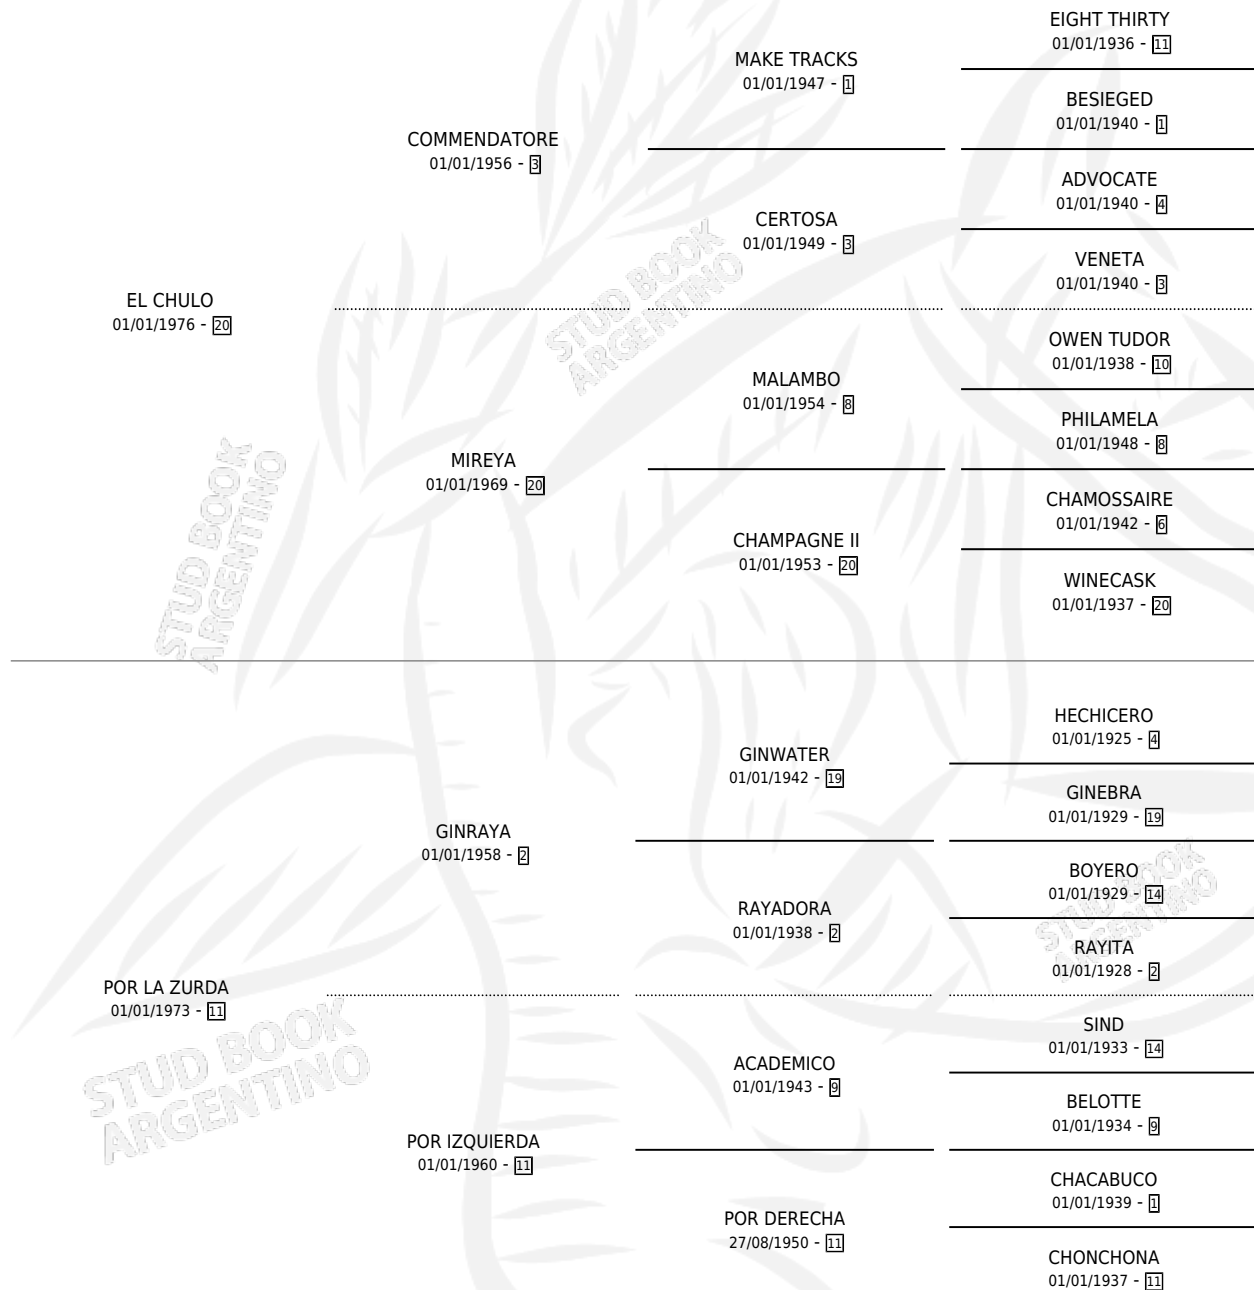 EIGHT THIRTY
01/01/1936 - 11
MAKE TRACKS
01/01/1947 - 1
BESIEGED
01/01/1940 - 1
COMMENDATORE
01/01/1956 - 3
ADVOCATE
01/01/1940 - 4
CERTOSA
01/01/1949 - 3
VENETA
01/01/1940 - 3
EL CHULO
01/01/1976 - 20
OWEN TUDOR
01/01/1938 - 10
MALAMBO
01/01/1954 - 8
PHILAMELA
01/01/1948 - 8
MIREYA
01/01/1969 - 20
CHAMOSSAIRE
01/01/1942 - 6
CHAMPAGNE II
01/01/1953 - 20
WINECASK
01/01/1937 - 20
HECHICERO
01/01/1925 - 4
GINWATER
01/01/1942 - 19
GINEBRA
01/01/1929 - 19
GINRAYA
01/01/1958 - 2
BOYERO
01/01/1929 - 14
RAYADORA
01/01/1938 - 2
RAYITA
01/01/1928 - 2
POR LA ZURDA
01/01/1973 - 11
SIND
01/01/1933 - 14
ACADEMICO
01/01/1943 - 9
BELOTTE
01/01/1934 - 9
POR IZQUIERDA
01/01/1960 - 11
CHACABUCO
01/01/1939 - 1
POR DERECHA
27/08/1950 - 11
CHONCHONA
01/01/1937 - 11
STUD BOOK
ARGENTINO
STUD BOOK
ARGENTINO
STUD BOOK
ARGENTINO
STUD BOOK
ARGENTINO